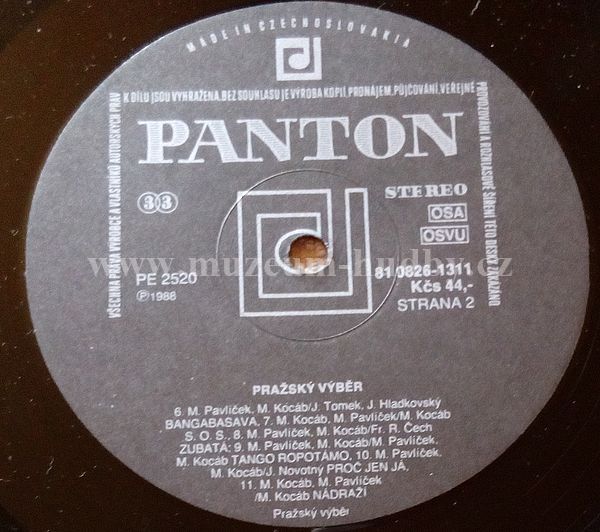 MADE IN CZECHOSLOVAKIA
VŠECHNA PRÁVA VÝROBCE A VLASTNÍKŮ AUTORSKÝCH PRÁV
K DÍLU JSOU VYHRAŽENA. BEZ SOUHLASU JE VÝROBA KOPIÍ, PRONÁJEM, PŮJČOVÁNÍ, VEŘEJNÉ
PROVOZOVÁNÍ A ROZHLASOVÉ ŠÍŘENÍ TÉTO DESKY ZAKÁZÁNO
PANTON
33
STEREO
OSA
OSVU
www.muzeum-hudby.cz
PE 2520
℗1988
81 0826-1311
Kčs 44,-
STRANA 2
PRAŽSKÝ VÝBĚR
6. M. Pavlíček, M. Kocáb/J. Tomek, J. Hladkovský
BANGABASAVA, 7. M. Kocáb, M. Pavlíček/M. Kocáb
S. O. S., 8. M. Pavlíček, M. Kocáb/Fr. R. Čech
ZUBATÁ; 9. M. Pavlíček, M. Kocáb/M. Pavlíček,
M. Kocáb TANGO ROPOTÁMO, 10. M. Pavlíček,
M. Kocáb/J. Novotný PROČ JEN JÁ,
11. M. Kocáb, M. Pavlíček
/M. Kocáb NÁDRAŽÍ
Pražský výběr